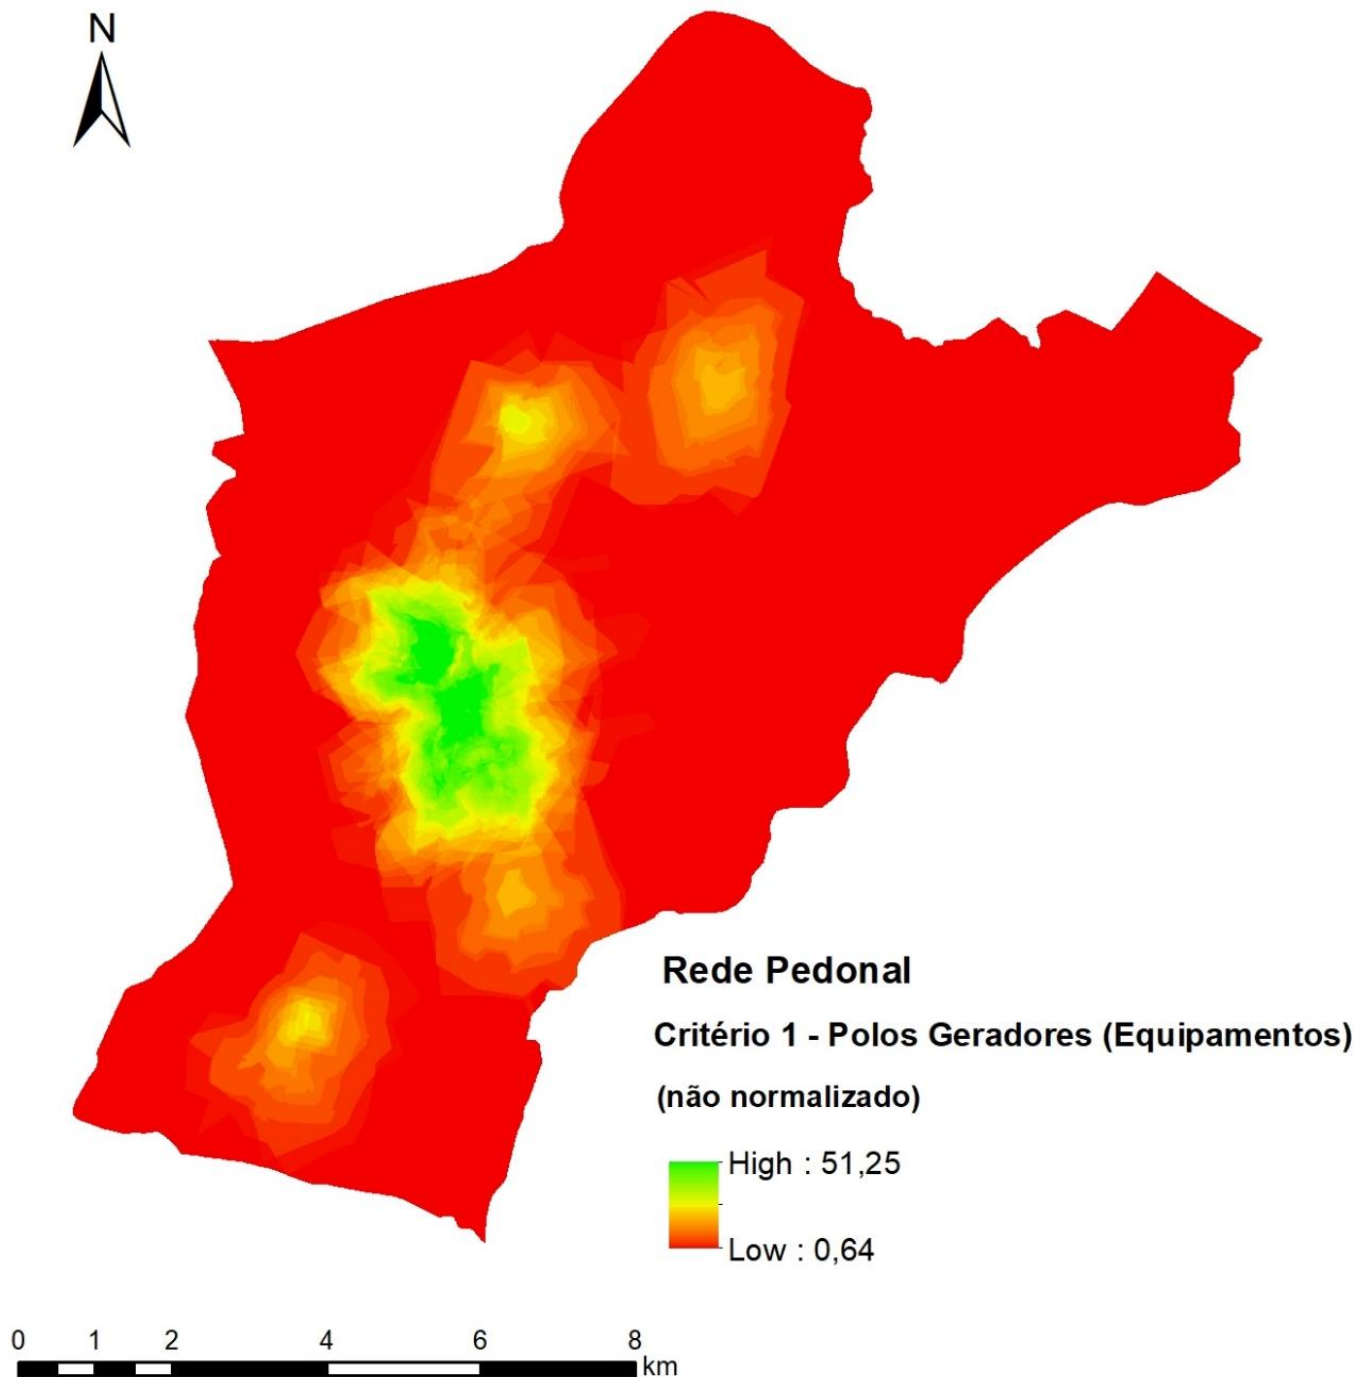 N
Rede Pedonal
Critério 1 - Polos Geradores (Equipamentos)
(não normalizado)
High : 51,25
Low : 0,64
0 1 2 4 6 8
km